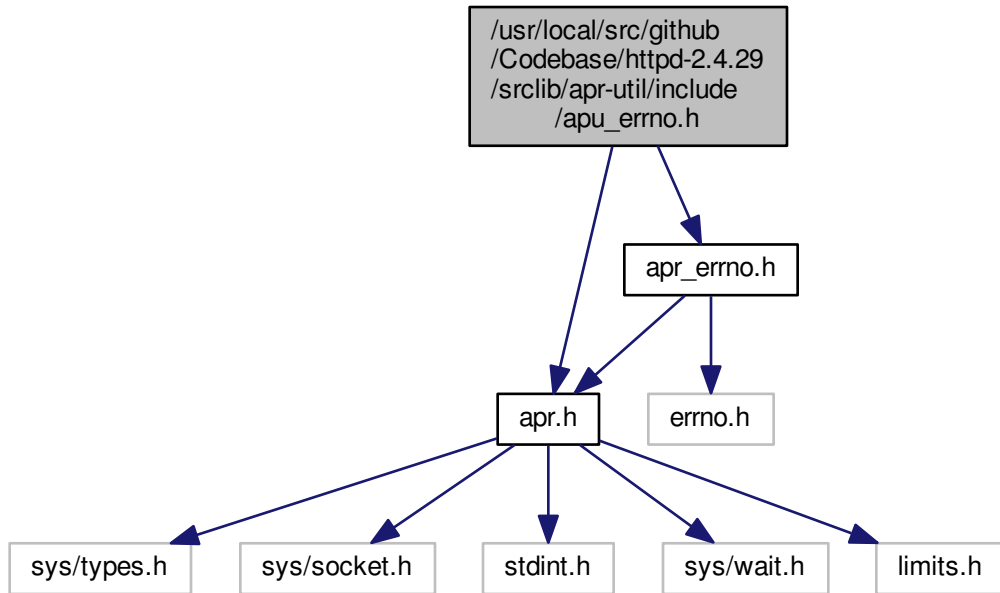 /usr/local/src/github
/Codebase/httpd-2.4.29
/srclib/apr-util/include
/apu_errno.h
apr_errno.h
apr.h
errno.h
sys/types.h
sys/socket.h
stdint.h
sys/wait.h
limits.h